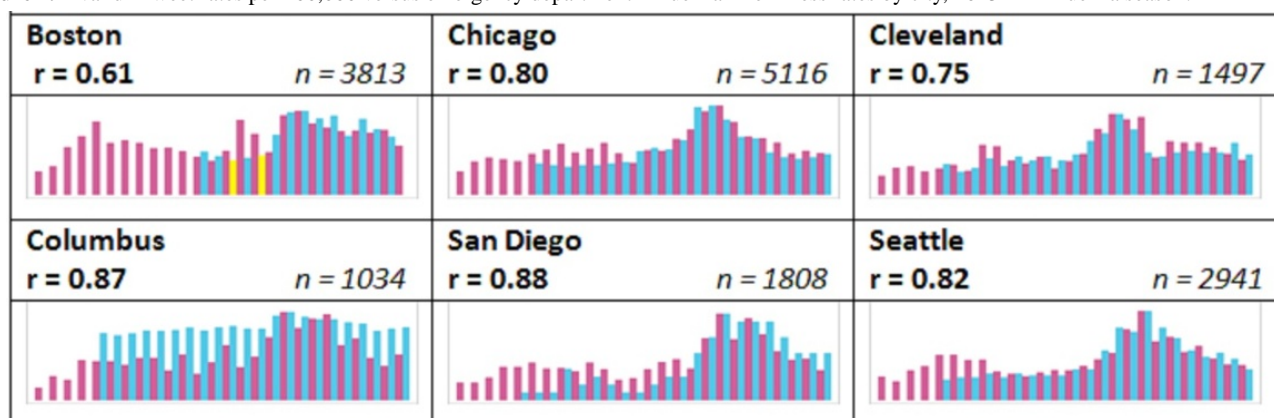 Boston
r = 0.61 n = 3813
Chicago
r = 0.80 n = 5116
Cleveland
r = 0.75 n = 1497
Columbus
r = 0.87 n = 1034
San Diego
r = 0.88 n = 1808
Seattle
r = 0.82 n = 2941